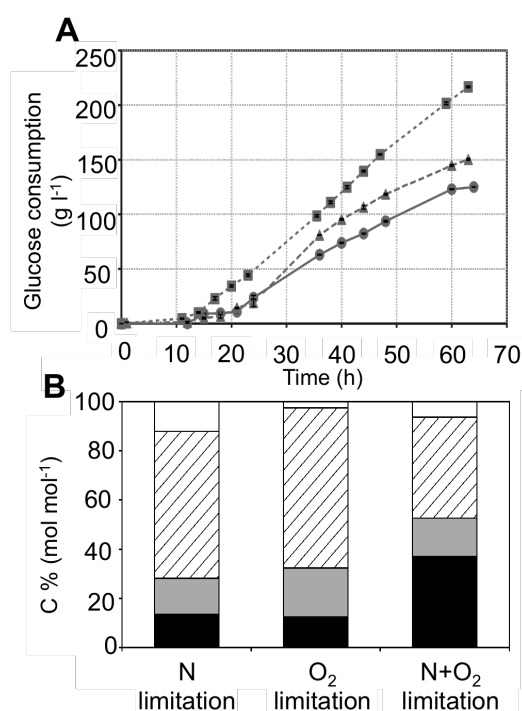 A
250
200
150
100
50
0
Glucose consumption
(g l-1)
0 10 20 30 40 50 60 70
Time (h)
B
100
80
60
40
20
0
C % (mol mol-1)
N O2 N+O2
limitation limitation limitation